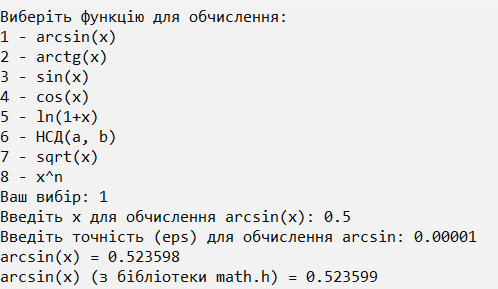 Виберіть функцію для обчислення:
1 - arcsin(x)
2 - arctg(x)
3 - sin(x)
4 - cos(x)
5 - ln(1+x)
6 - НСД(a, b)
7 - sqrt(x)
8 - x^n
Ваш вибір: 1
Введіть x для обчислення arcsin(x): 0.5
Введіть точність (eps) для обчислення arcsin: 0.00001
arcsin(x) = 0.523598
arcsin(x) (з бібліотеки math.h) = 0.523599